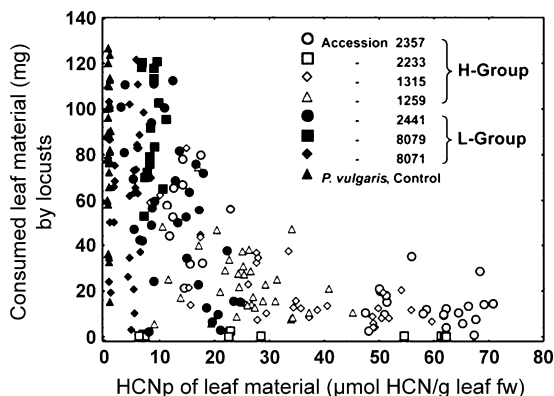 140
120
100
80
60
40
20
0
Consumed leaf material (mg)
by locusts
Accession 2357
- 2233
- 1315
- 1259
H-Group
- 2441
- 8079
- 8071
L-Group
P. vulgaris, Control
0 10 20 30 40 50 60 70 80
HCNp of leaf material (µmol HCN/g leaf fw)